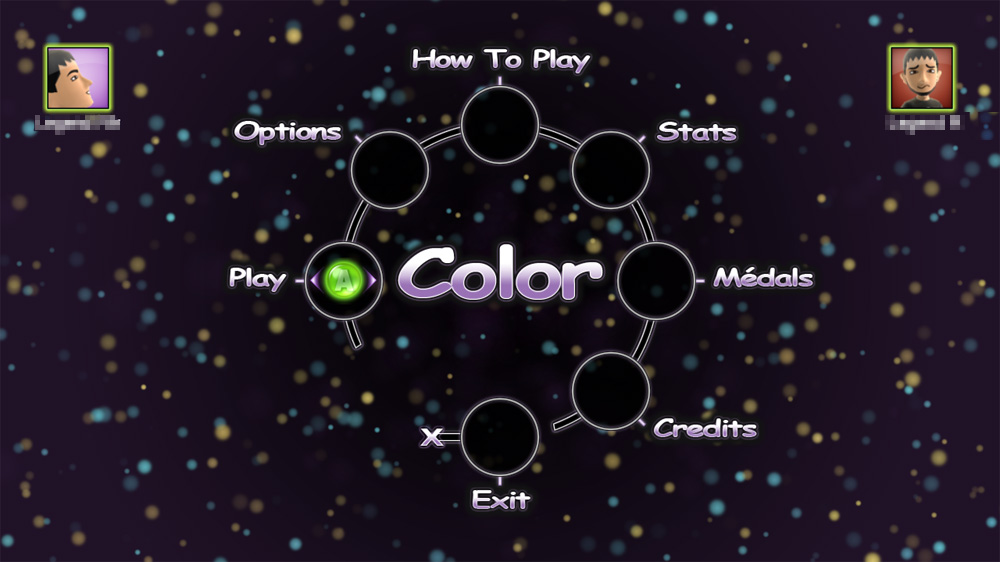 How To Play
Options
Stats
Play
A
Color
Médals
X
Credits
Exit